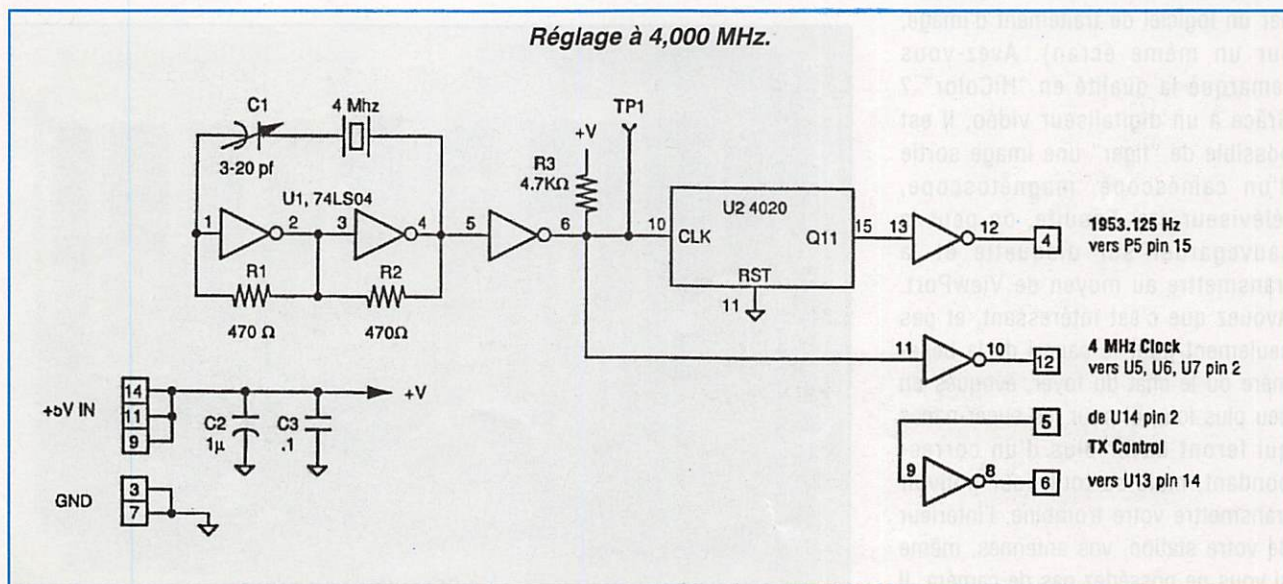 Réglage à 4,000 MHz.
C1
4 Mhz
TP1
+V
3-20 pf
R3
4.7KΩ
U1, 74LS04
U2 4020
1
2
3
4
5
6
10
CLK
Q11
15
13
12
4
1953.125 Hz
vers P5 pin 15
R1
R2
RST
11
470 Ω
470Ω
11
10
12
4 MHz Clock
vers U5, U6, U7 pin 2
14
+5V IN
11
9
+V
C2
1µ
C3
.1
5
de U14 pin 2
TX Control
9
8
6
vers U13 pin 14
GND
3
7